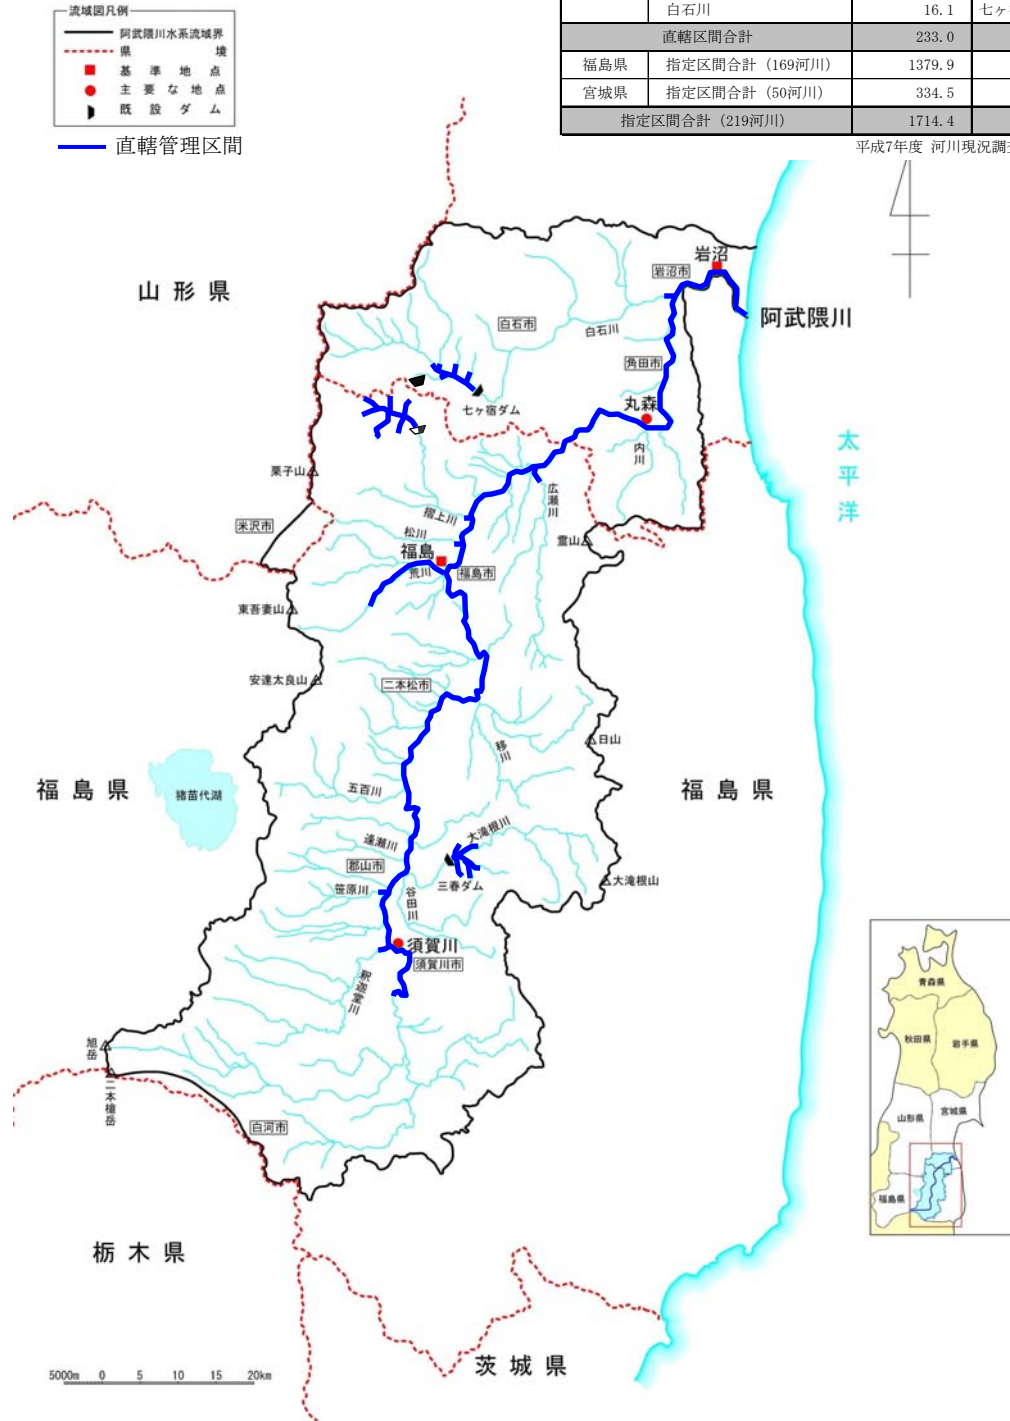 流域図凡例
阿武隈川水系流域界
県境
基準地点
主要な地点
既設ダム
直轄管理区間
白石川 16.1 七ヶ
直轄区間合計 233.0
福島県 指定区間合計（169河川） 1379.9
宮城県 指定区間合計（50河川） 334.5
指定区間合計（219河川） 1714.4
平成7年度 河川現況調
山形県
岩沼
岩沼市
阿武隈川
白石市
白石川
角田市
七ヶ宿ダム
丸森
内川
太平洋
栗子山
広瀬川
摺上川
米沢市
松川
霊山
福島
荒川
福島市
東吾妻山
安達太良山
二本松市
日山
移川
福島県
猪苗代湖
五百川
福島県
逢瀬川
大滝根川
郡山市
三春ダム
大滝根山
笹原川
谷田川
須賀川
須賀川市
釈迦堂川
旭岳
二本槍岳
白河市
栃木県
茨城県
5000m 0 5 10 15 20km
青森県
秋田県
岩手県
山形県
宮城県
福島県